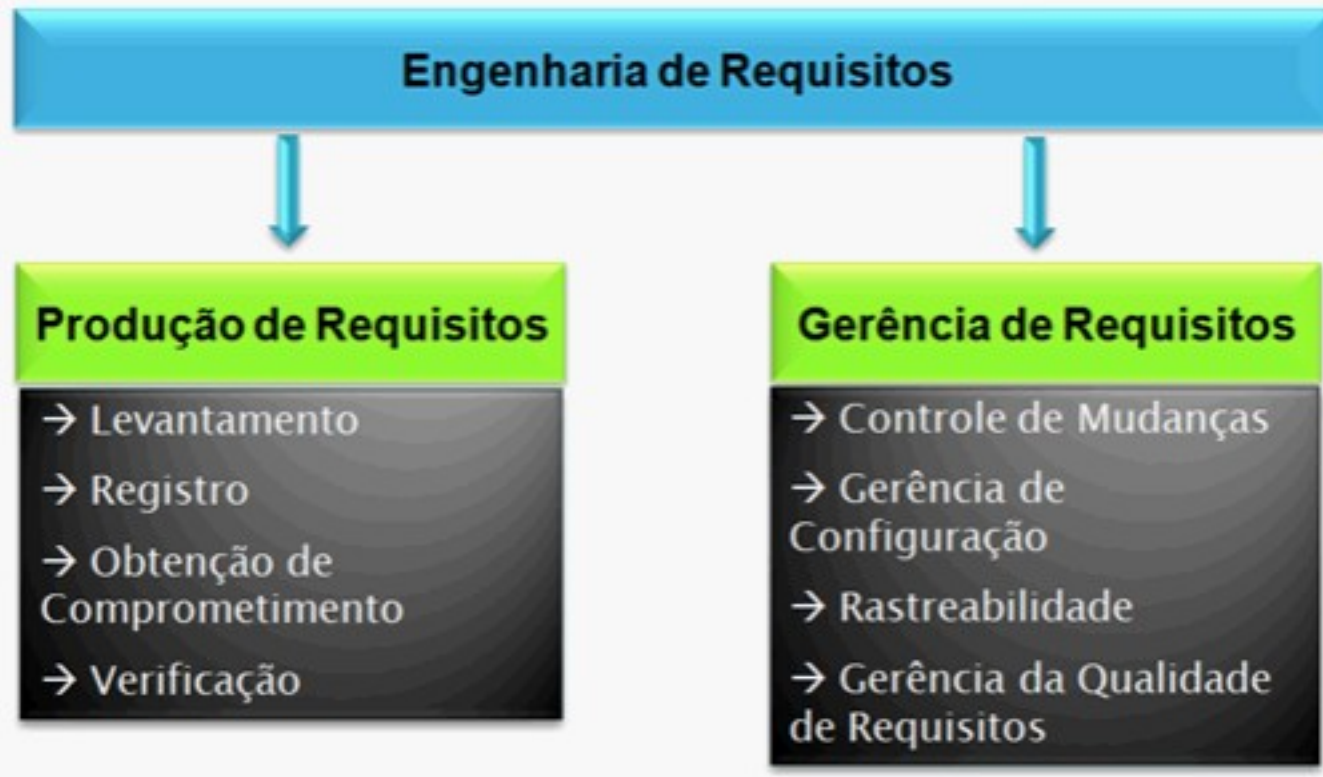 Engenharia de Requisitos
Produção de Requisitos
→ Levantamento
→ Registro
→ Obtenção de
Comprometimento
→ Verificação
Gerência de Requisitos
→ Controle de Mudanças
→ Gerência de
Configuração
→ Rastreabilidade
→ Gerência da Qualidade
de Requisitos